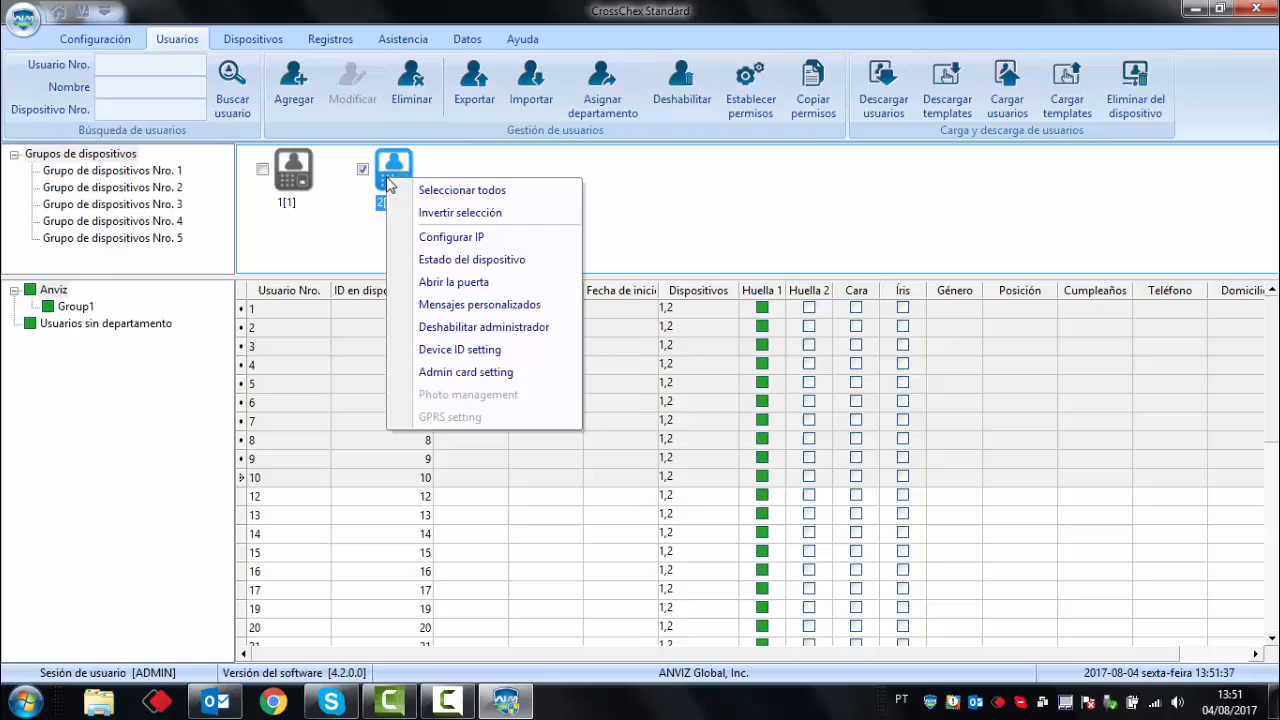 CrossChex Standard
Configuración Usuarios Dispositivos Registros Asistencia Datos Ayuda
Usuario Nro.
Nombre
Dispositivo Nro.
Buscar usuario
Búsqueda de usuarios
Agregar Modificar Eliminar Exportar Importar Asignar departamento Deshabilitar Establecer permisos Copiar permisos
Gestión de usuarios
Descargar usuarios Descargar templates Cargar usuarios Cargar templates Eliminar del dispositivo
Carga y descarga de usuarios
Grupos de dispositivos
Grupo de dispositivos Nro. 1
Grupo de dispositivos Nro. 2
Grupo de dispositivos Nro. 3
Grupo de dispositivos Nro. 4
Grupo de dispositivos Nro. 5
1[1]
Seleccionar todos
Invertir selección
Configurar IP
Estado del dispositivo
Abrir la puerta
Mensajes personalizados
Deshabilitar administrador
Device ID setting
Admin card setting
Photo management
GPRS setting
Anviz
Group1
Usuarios sin departamento
Usuario Nro. ID en dispo Fecha de inici Dispositivos Huella 1 Huella 2 Cara Íris Género Posición Cumpleaños Teléfono Domicili
1 1,2
2 1,2
3 1,2
4 1,2
5 1,2
6 1,2
7 1,2
8 8 1,2
9 9 1,2
10 10 1,2
12 12 1,2
13 13 1,2
14 14 1,2
15 15 1,2
16 16 1,2
17 17 1,2
19 19 1,2
20 20 1,2
Sesión de usuario [ADMIN] Versión del software [4.2.0.0] ANVIZ Global, Inc. 2017-08-04 sexta-feira 13:51:37
PT 13:51
04/08/2017